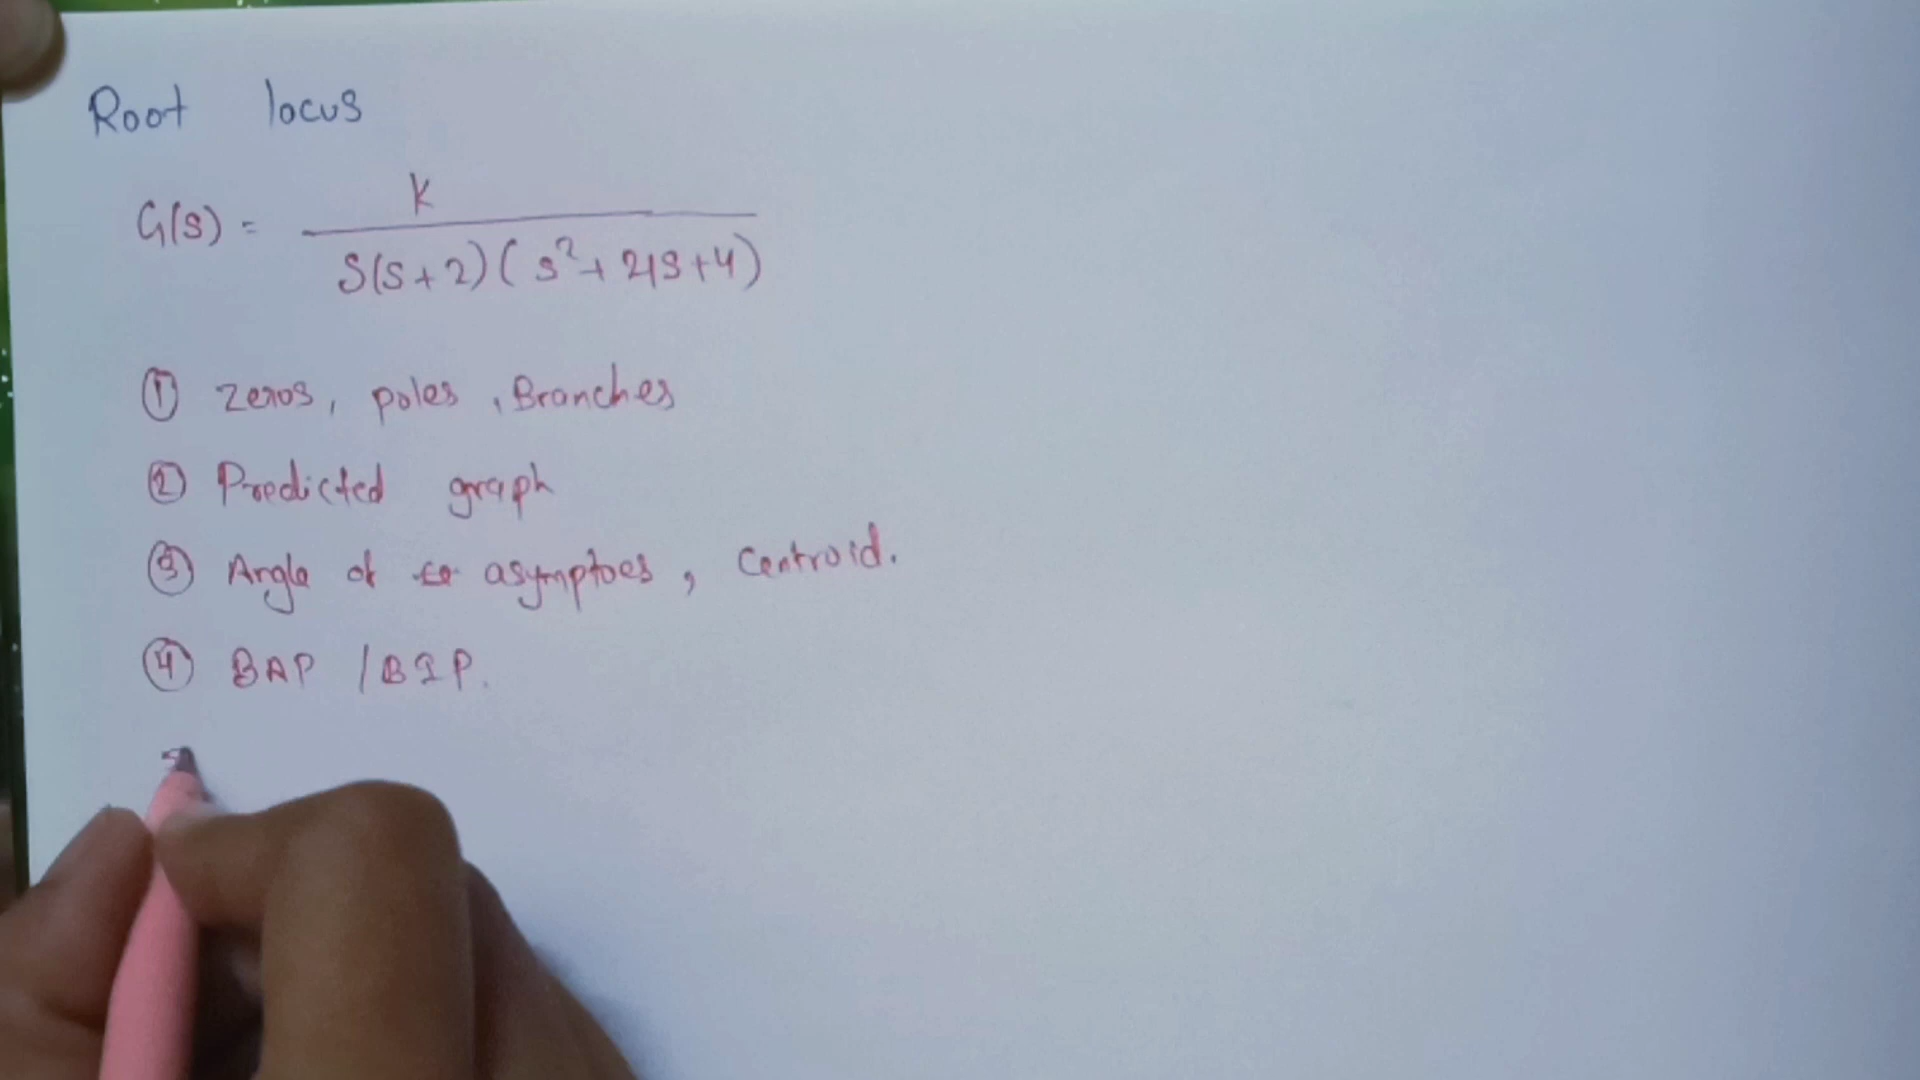 Root locus
K
G(s) =
S(S+2)(s²+2s+4)
① Zeros, poles, Branches
② Predicted graph
③ Angle of asymptoes, Centroid.
④ BAP / BIP.